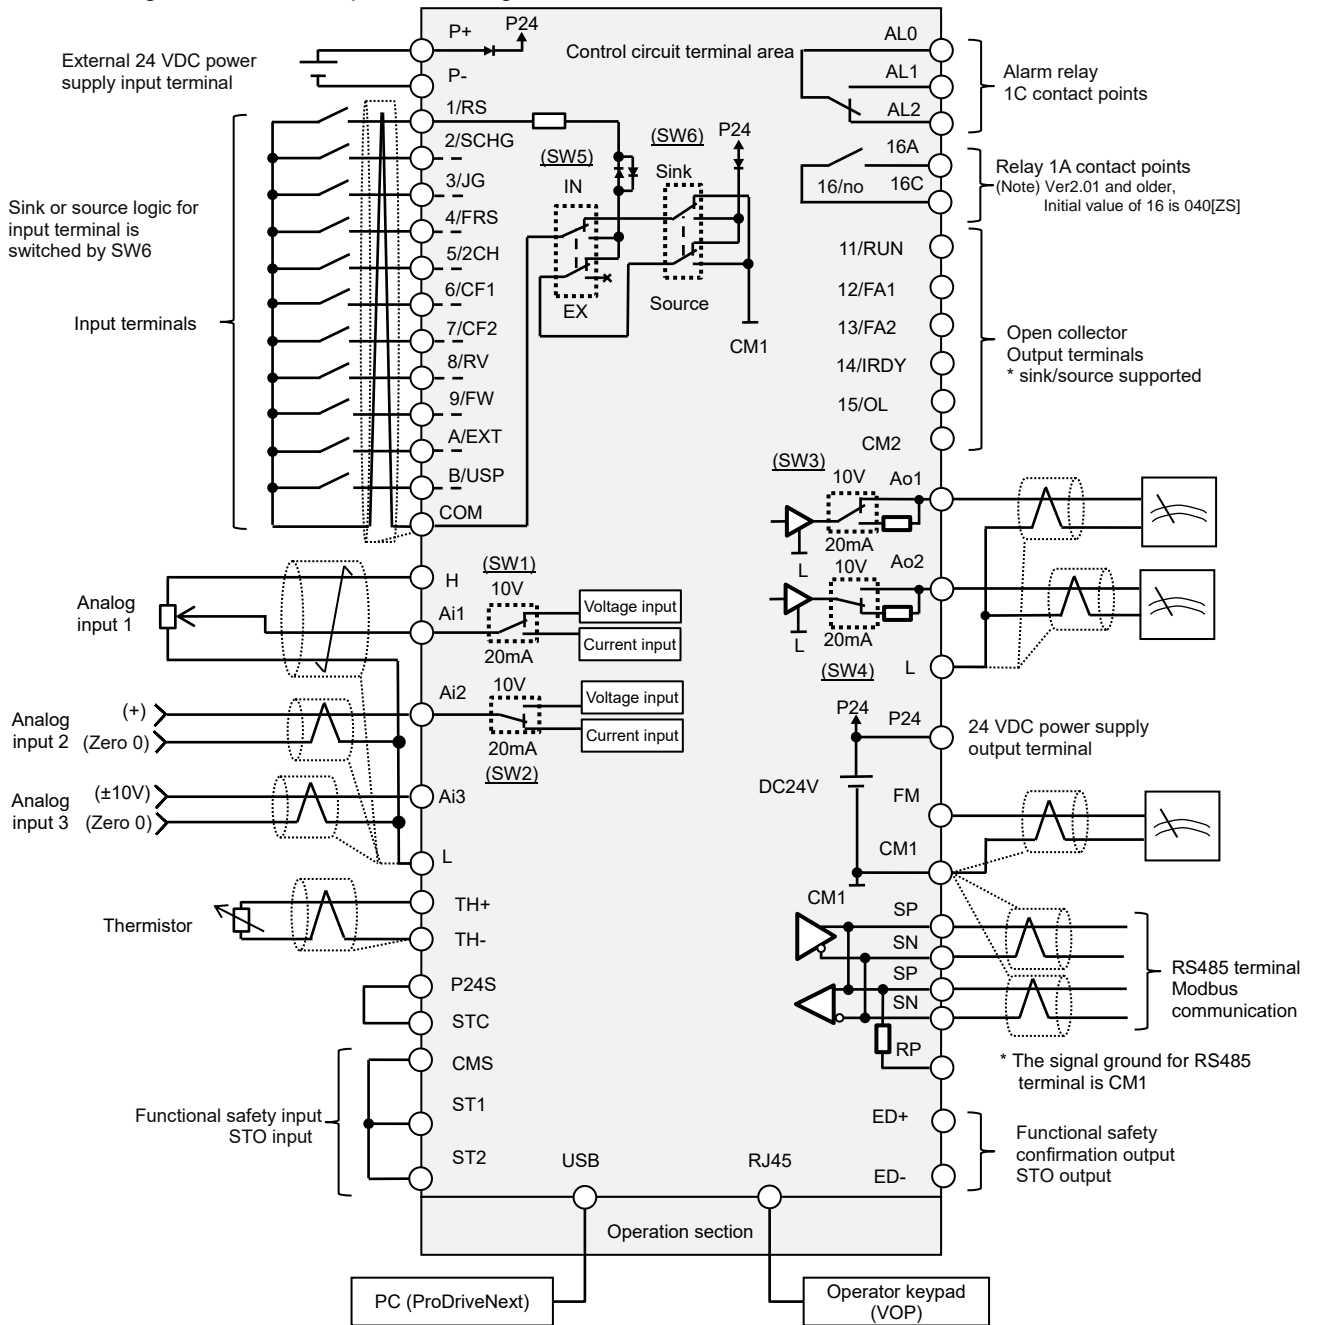 P+
P24
External 24 VDC power
supply input terminal
P-
Control circuit terminal area
AL0
AL1
AL2
Alarm relay
1C contact points
1/RS
2/SCHG
3/JG
4/FRS
5/2CH
6/CF1
7/CF2
8/RV
9/FW
A/EXT
B/USP
COM
Sink or source logic for
input terminal is
switched by SW6
Input terminals
(SW5)
IN
EX
(SW6)
P24
Sink
Source
CM1
16A
16/no
16C
Relay 1A contact points
(Note) Ver2.01 and older,
Initial value of 16 is 040[ZS]
11/RUN
12/FA1
13/FA2
14/IRDY
15/OL
CM2
Open collector
Output terminals
* sink/source supported
(SW3)
10V
Ao1
20mA
L
10V
Ao2
20mA
L
(SW4)
L
H
Analog
input 1
Ai1
(SW1)
10V
20mA
Voltage input
Current input
Analog
input 2
(+)
(Zero 0)
Ai2
10V
20mA
(SW2)
Voltage input
Current input
Analog
input 3
(±10V)
(Zero 0)
Ai3
L
P24
P24
24 VDC power supply
output terminal
DC24V
FM
CM1
CM1
Thermistor
TH+
TH-
SP
SN
SP
SN
RP
RS485 terminal
Modbus
communication
* The signal ground for RS485
terminal is CM1
P24S
STC
CMS
ST1
ST2
Functional safety input
STO input
ED+
ED-
Functional safety
confirmation output
STO output
USB
RJ45
Operation section
PC (ProDriveNext)
Operator keypad
(VOP)